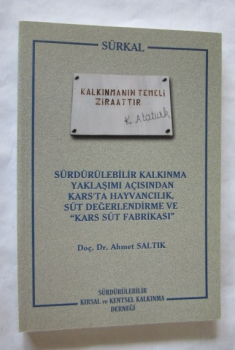 SÜRKAL
KALKINMANIN TEMELİ
ZİRAATTIR
K. Atatürk
SÜRDÜRÜLEBİLİR KALKINMA
YAKLAŞIMI AÇISINDAN
KARS'TA HAYVANCILIK,
SÜT DEĞERLENDİRME VE
“KARS SÜT FABRİKASI”
Doç. Dr. Ahmet SALTIK
SÜRDÜRÜLEBİLİR
KIRSAL ve KENTSEL KALKINMA
DERNEĞİ